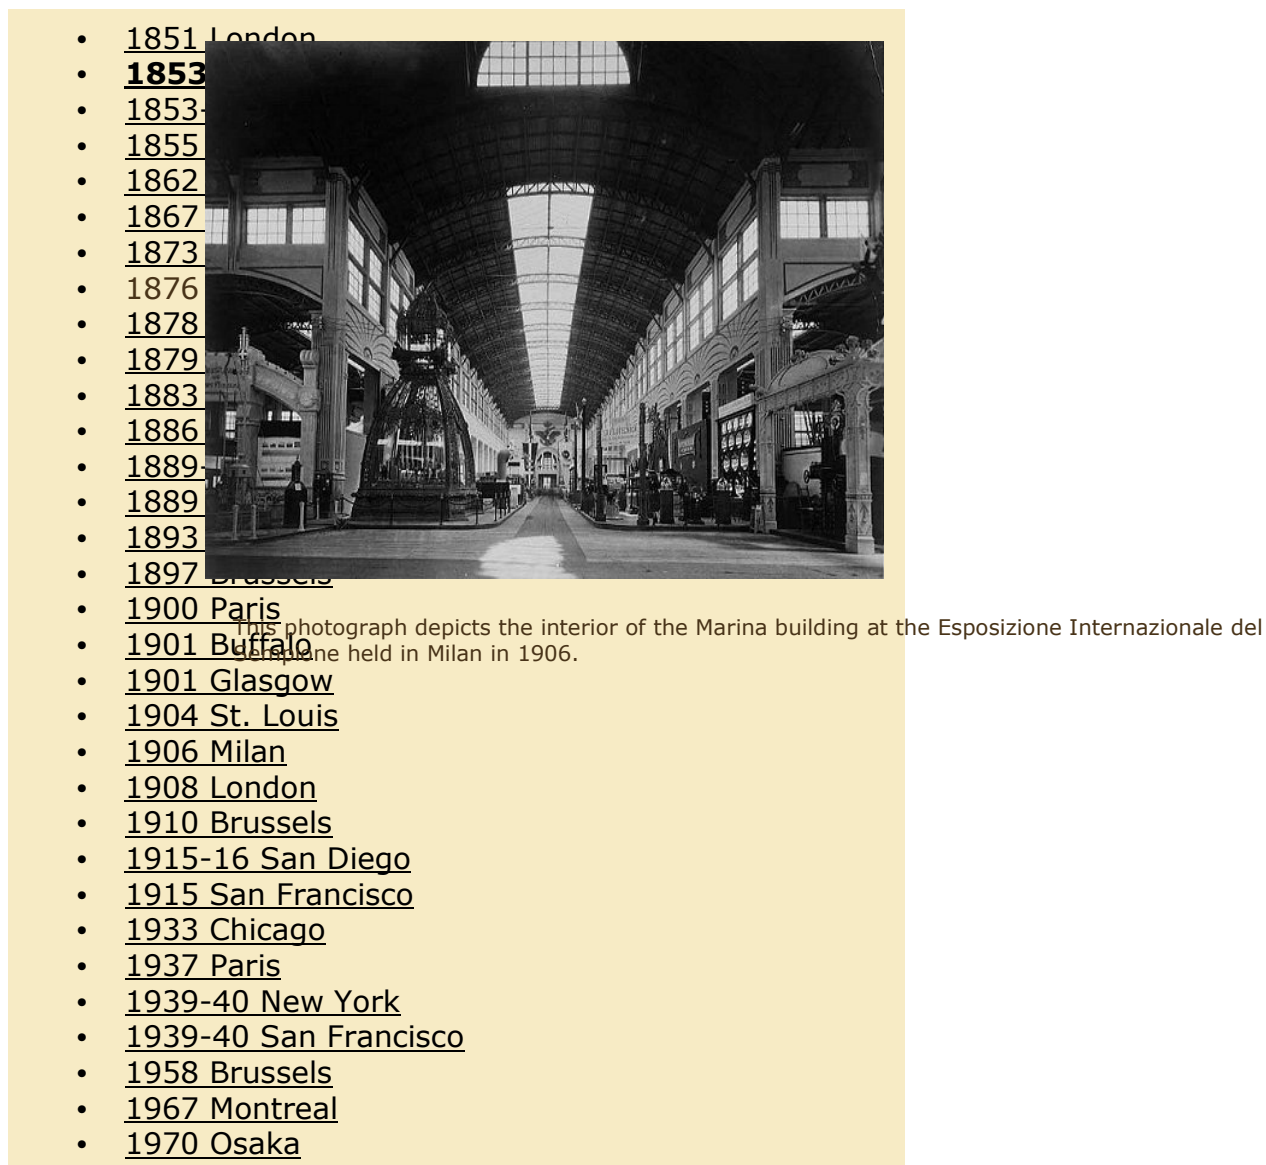 1851 London
1853
1853-
1855
1862
1867
1873
1876
1878
1879
1883
1886
1889-
1889
1893
1897 Brussels
1900 Paris
This photograph depicts the interior of the Marina building at the Esposizione Internazionale del
1901 Buffalo
Sempione held in Milan in 1906.
1901 Glasgow
1904 St. Louis
1906 Milan
1908 London
1910 Brussels
1915-16 San Diego
1915 San Francisco
1933 Chicago
1937 Paris
1939-40 New York
1939-40 San Francisco
1958 Brussels
1967 Montreal
1970 Osaka